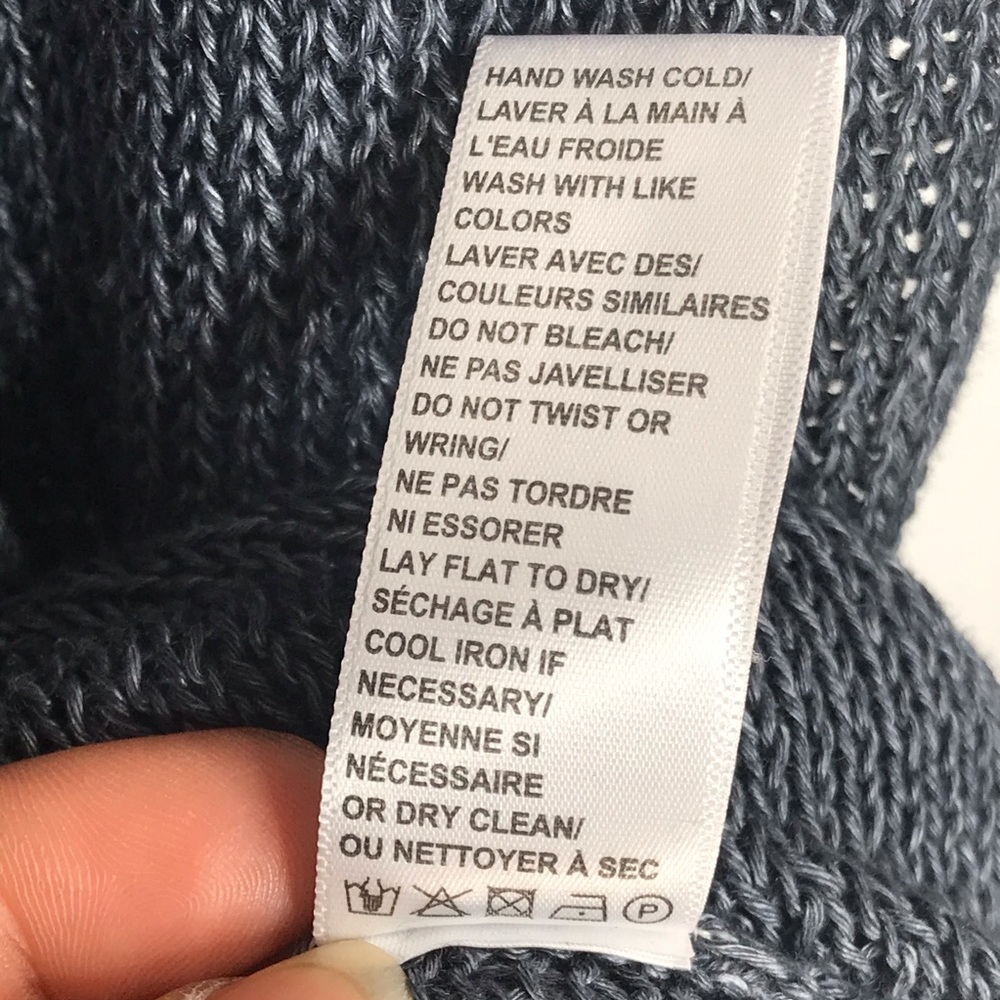 HAND WASH COLD/
LAVER À LA MAIN À
L'EAU FROIDE
WASH WITH LIKE
COLORS
LAVER AVEC DES/
COULEURS SIMILAIRES
DO NOT BLEACH/
NE PAS JAVELLISER
DO NOT TWIST OR
WRING/
NE PAS TORDRE
NI ESSORER
LAY FLAT TO DRY/
SÉCHAGE À PLAT
COOL IRON IF
NECESSARY/
MOYENNE SI
NÉCESSAIRE
OR DRY CLEAN/
OU NETTOYER À SEC
P